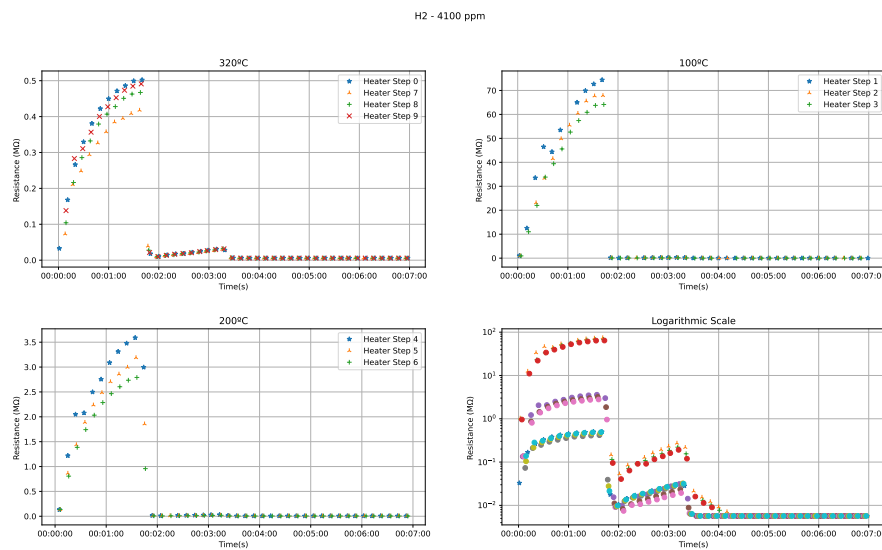 H2 - 4100 ppm
320ºC
Resistance (MΩ)
0.5
0.4
0.3
0.2
0.1
0.0
Heater Step 0
Heater Step 7
Heater Step 8
Heater Step 9
00:00:00 00:01:00 00:02:00 00:03:00 00:04:00 00:05:00 00:06:00 00:07:00
Time(s)
100ºC
Resistance (MΩ)
70
60
50
40
30
20
10
0
Heater Step 1
Heater Step 2
Heater Step 3
00:00:00 00:01:00 00:02:00 00:03:00 00:04:00 00:05:00 00:06:00 00:07:00
Time(s)
200ºC
Resistance (MΩ)
3.5
3.0
2.5
2.0
1.5
1.0
0.5
0.0
Heater Step 4
Heater Step 5
Heater Step 6
00:00:00 00:01:00 00:02:00 00:03:00 00:04:00 00:05:00 00:06:00 00:07:00
Time(s)
Logarithmic Scale
Resistance (MΩ)
10²
10¹
10⁰
10⁻¹
10⁻²
00:00:00 00:01:00 00:02:00 00:03:00 00:04:00 00:05:00 00:06:00 00:07:00
Time(s)